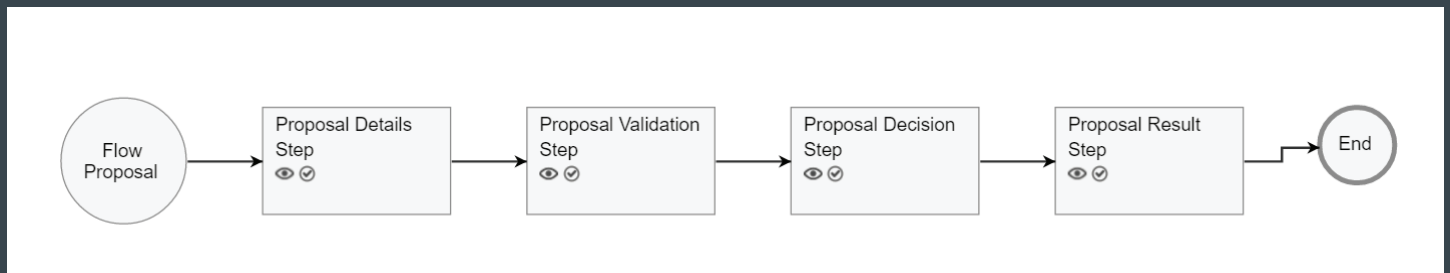 Flow
Proposal
Proposal Details
Step
Proposal Validation
Step
Proposal Decision
Step
Proposal Result
Step
End